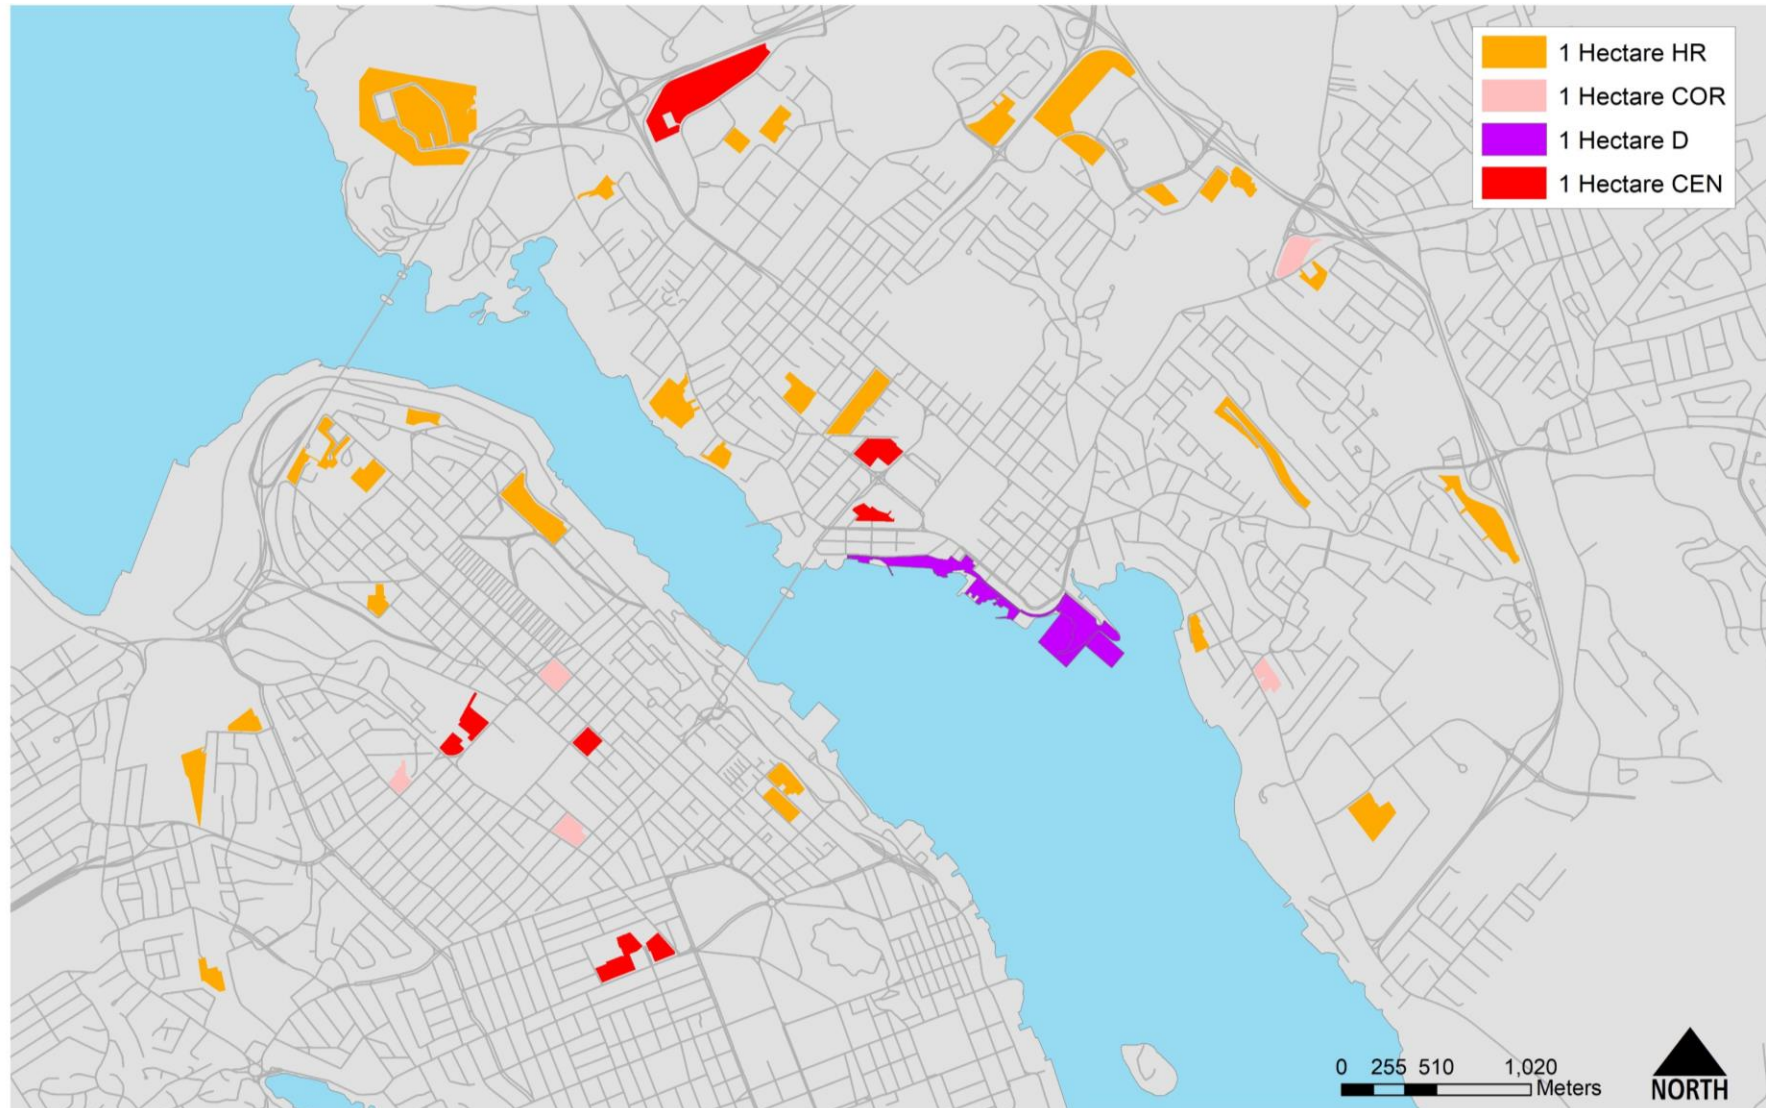 1 Hectare HR
1 Hectare COR
1 Hectare D
1 Hectare CEN
0 255 510 1,020
Meters
NORTH